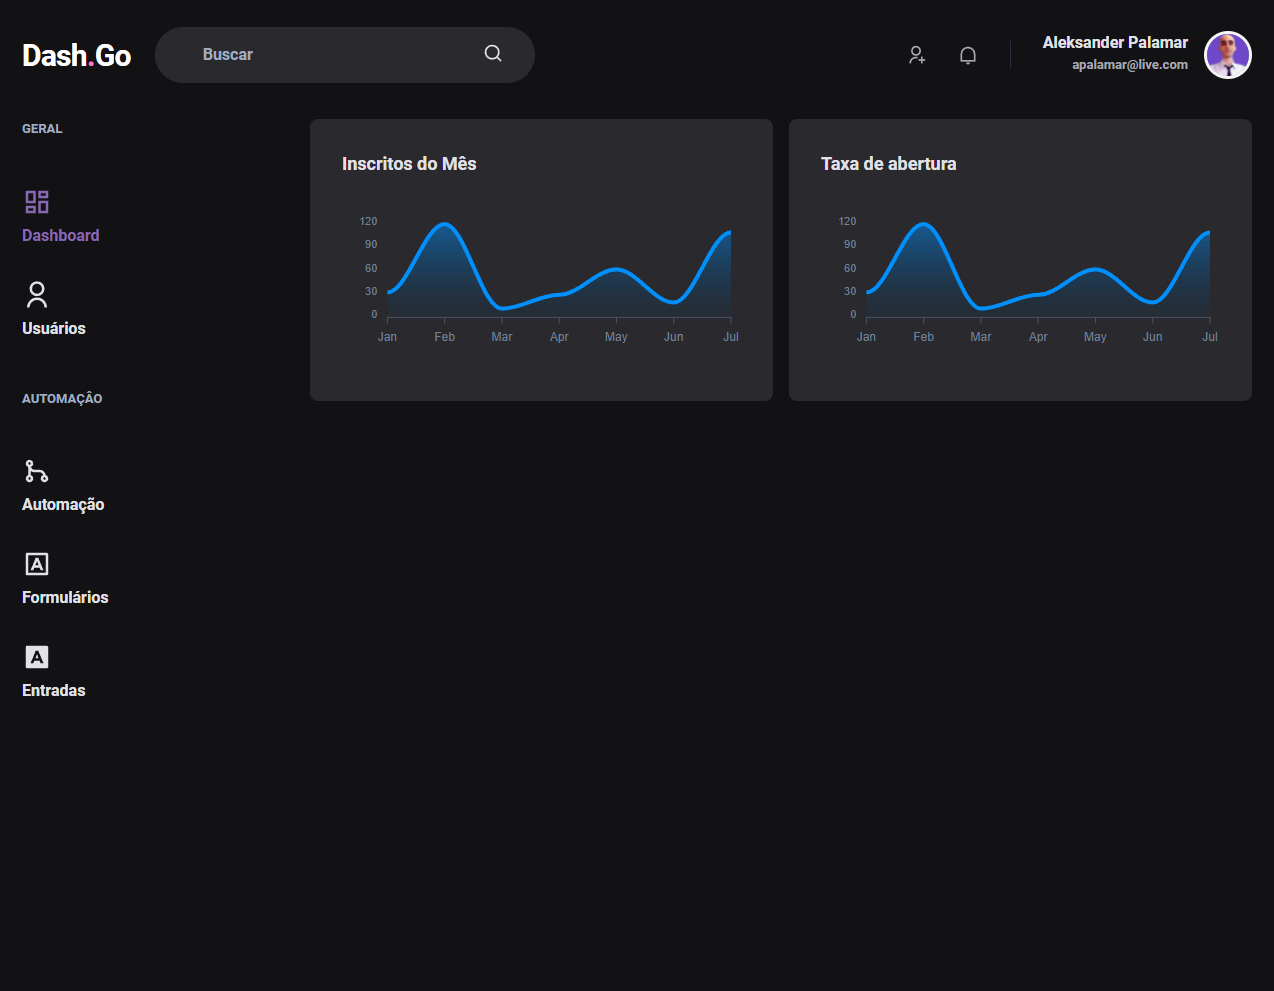 Dash.Go
Buscar
Aleksander Palamar
apalamar@live.com
GERAL
Dashboard
Usuários
AUTOMAÇÂO
Automação
Formulários
Entradas
Inscritos do Mês
120
90
60
30
0
Jan Feb Mar Apr May Jun Jul
Taxa de abertura
120
90
60
30
0
Jan Feb Mar Apr May Jun Jul